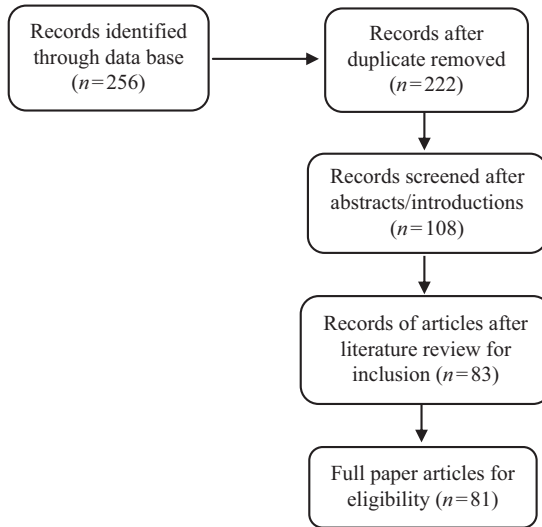 Records identified
through data base
(n=256)
Records after
duplicate removed
(n=222)
Records screened after
abstracts/introductions
(n=108)
Records of articles after
literature review for
inclusion (n=83)
Full paper articles for
eligibility (n=81)